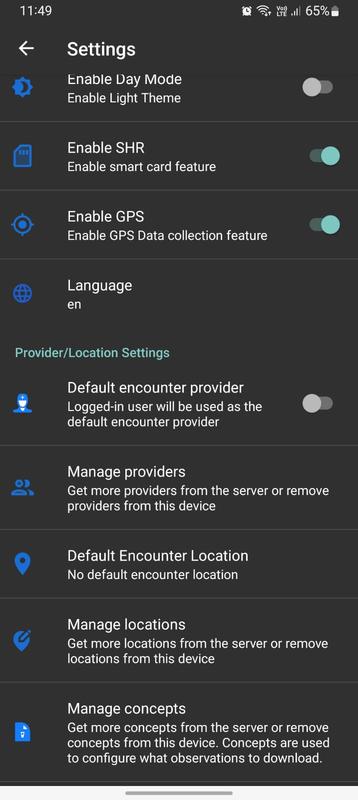 11:49
Vo)) LTE 65%
Settings
Enable Day Mode
Enable Light Theme
Enable SHR
Enable smart card feature
Enable GPS
Enable GPS Data collection feature
Language
en
Provider/Location Settings
Default encounter provider
Logged-in user will be used as the
default encounter provider
Manage providers
Get more providers from the server or remove
providers from this device
Default Encounter Location
No default encounter location
Manage locations
Get more locations from the server or remove
locations from this device
Manage concepts
Get more concepts from the server or remove
concepts from this device. Concepts are used
to configure what observations to download.